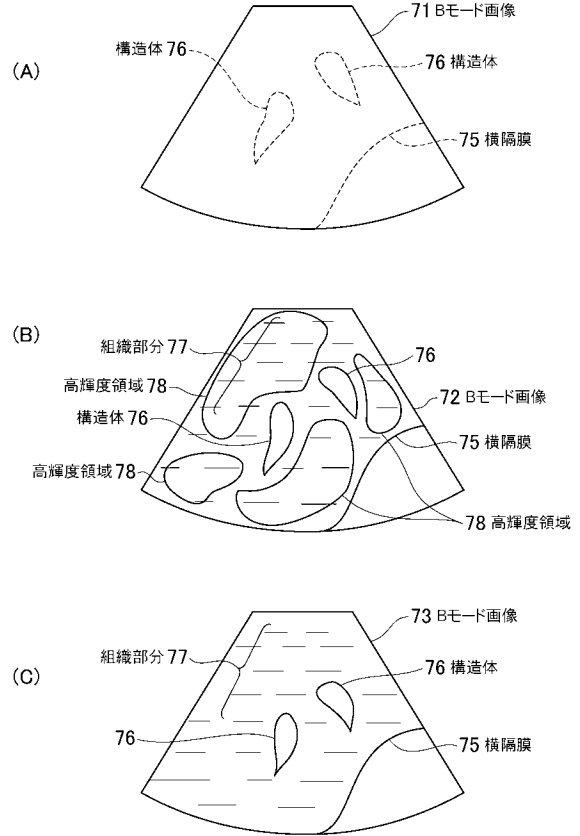 (A)
71 Bモード画像
構造体 76
76 構造体
75 横隔膜
(B)
組織部分 77
76
高輝度領域 78
72 Bモード画像
構造体 76
75 横隔膜
高輝度領域 78
78 高輝度領域
(C)
73 Bモード画像
組織部分 77
76 構造体
76
75 横隔膜